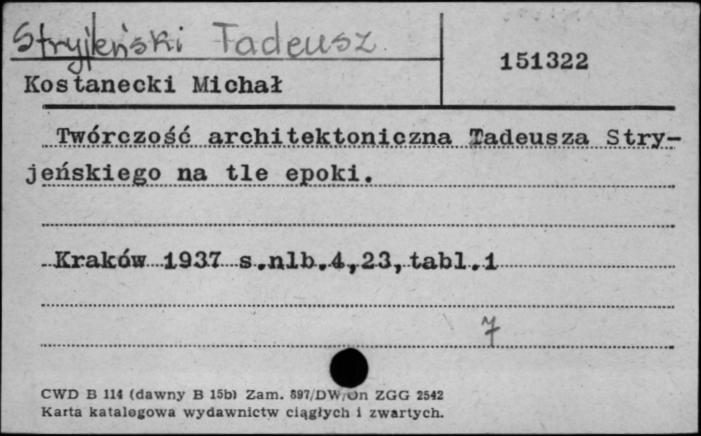 Stryjeński Tadeusz
151322
Kostanecki Michał
Twórczość architektoniczna Tadeusza Stry-
jeńskiego na tle epoki.
Kraków 1937 s.nlb.4,23,tabl.1
7
CWD B 114 (dawny B 15b) Zam. 897/DW/On ZGG 2542
Karta katalogowa wydawnictw ciągłych i zwartych.